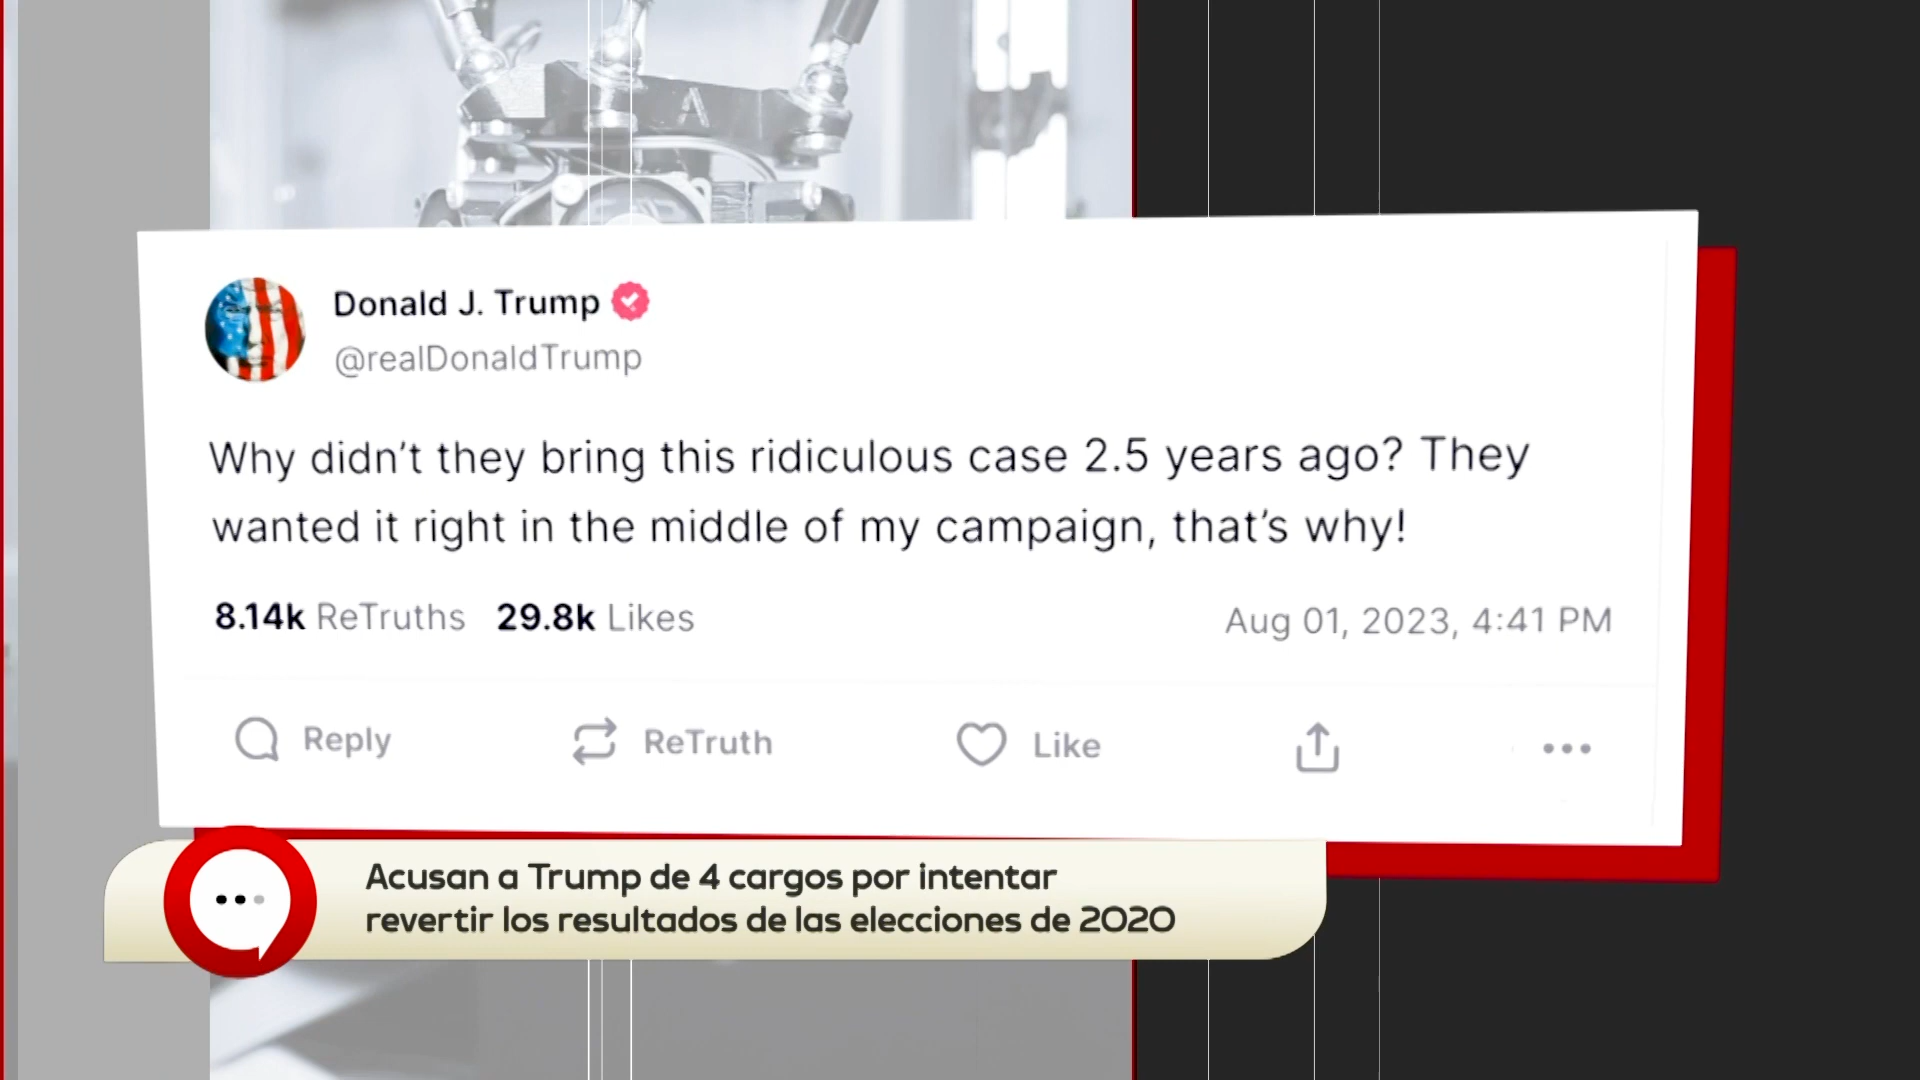 A
Donald J. Trump
@realDonaldTrump
Why didn't they bring this ridiculous case 2.5 years ago? They
wanted it right in the middle of my campaign, that's why!
8.14k ReTruths 29.8k Likes
Aug 01, 2023, 4:41 PM
Reply ReTruth Like
Acusan a Trump de 4 cargos por intentar
revertir los resultados de las elecciones de 2020